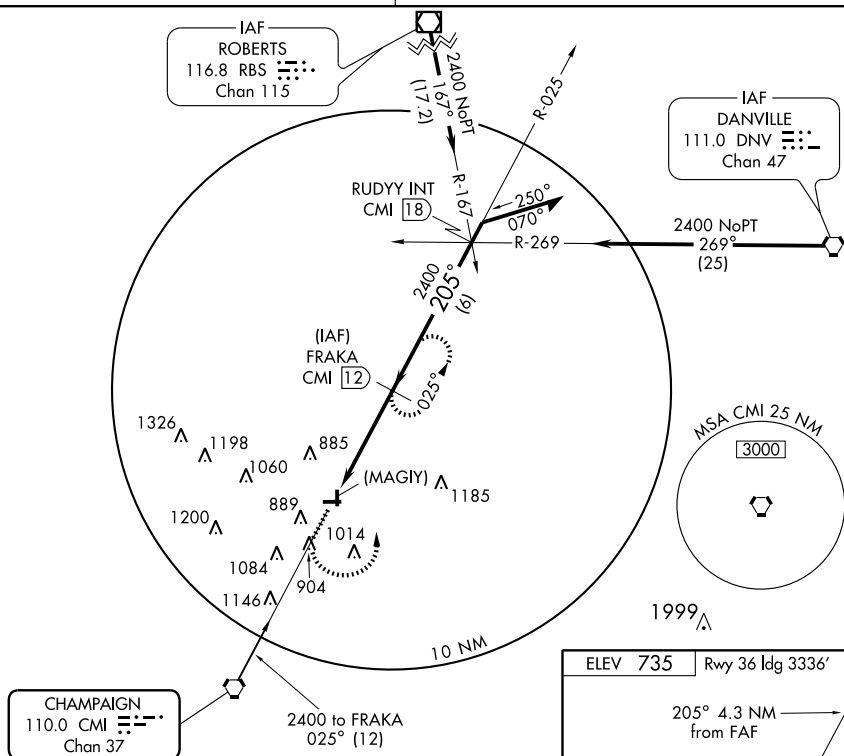 IAF
ROBERTS
116.8 RBS
Chan 115
2400 NoPT
167°
(17.2)
R-167
R-025
IAF
DANVILLE
111.0 DNV
Chan 47
RUDYY INT
CMI 18
250°
070°
R-269
2400 NoPT
269°
(25)
2400
205°
(6)
(IAF)
FRAKA
CMI 12
025°
1326
1198
1060
885
(MAGIY)
1185
889
1200
1014
1084
904
1146
MSA CMI 25 NM
3000
1999
10 NM
CHAMPAIGN
110.0 CMI
Chan 37
2400 to FRAKA
025° (12)
ELEV 735
Rwy 36 ldg 3336'
205° 4.3 NM
from FAF